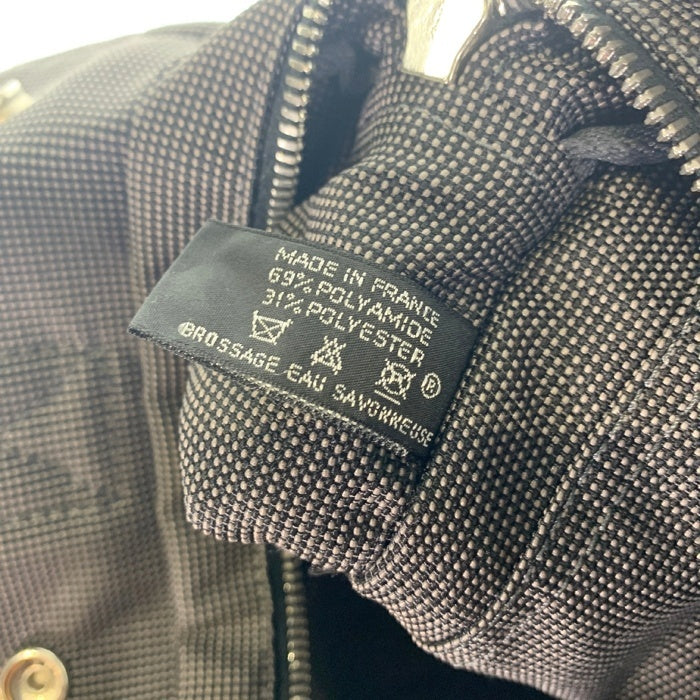 MADE IN FRANCE
69% POLYAMIDE
31% POLYESTER
®BROSSAGE EAU SAVONNEUSE®